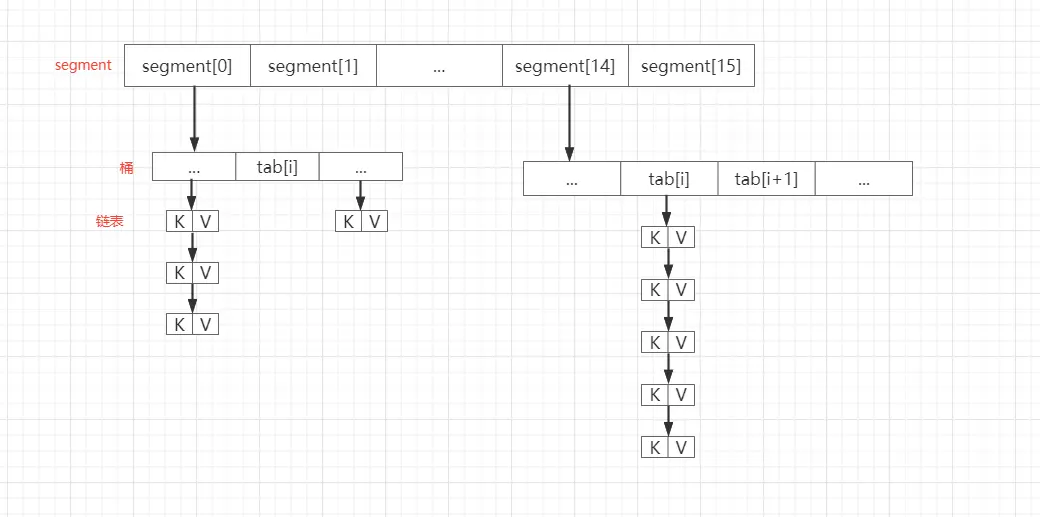 segment segment[0] segment[1] ... segment[14] segment[15]
桶 ... tab[i] ... ... tab[i] tab[i+1] ...
链表 K V K V
K V
K V
K V
K V
K V
K V
K V